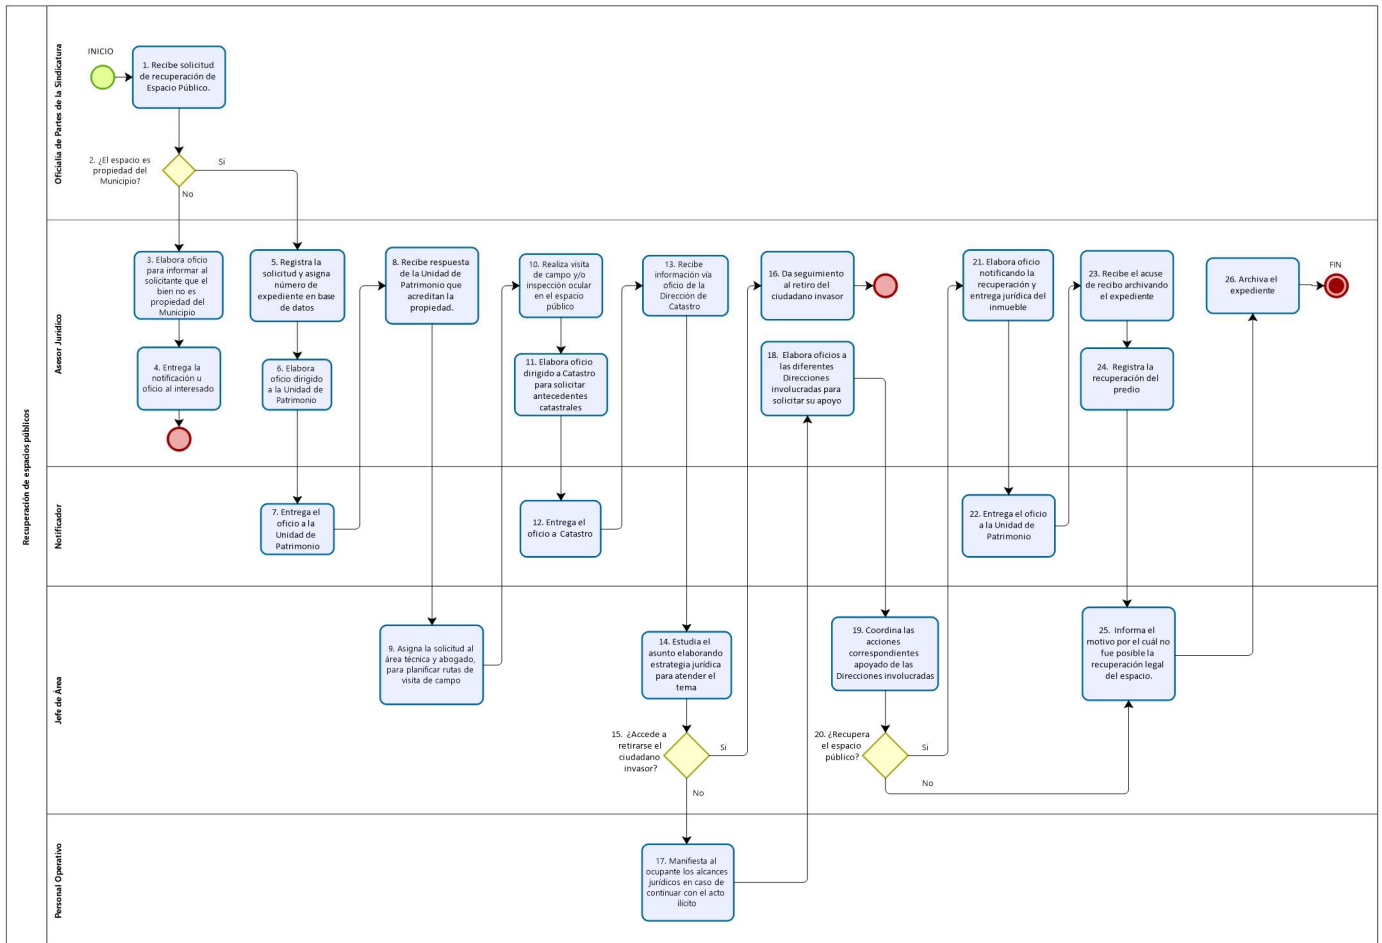 Recuperación de espacios públicos
Oficialia de Partes de la Sindicatura
INICIO
1. Recibe solicitud
de recuperación de
Espacio Público.
2. ¿El espacio es
propiedad del
Municipio?
Si
No
Asesor Jurídico
3. Elabora oficio
para informar al
solicitante que el
bien no es
propiedad del
Municipio
4. Entrega la
notificación u
oficio al interesado
5. Registra la
solicitud y asigna
número de
expediente en base
de datos
6. Elabora
oficio dirigido
a la Unidad de
Patrimonio
8. Recibe respuesta
de la Unidad de
Patrimonio que
acreditan la
propiedad.
10. Realiza visita
de campo y/o
inspección ocular
en el espacio
público
11. Elabora oficio
dirigido a Catastro
para solicitar
antecedentes
catastrales
13. Recibe
información vía
oficio de la
Dirección de
Catastro
16. Da seguimiento
al retiro del
ciudadano invasor
18. Elabora oficios a
las diferentes
Direcciones
involucradas para
solicitar su apoyo
21. Elabora oficio
notificando la
recuperación y
entrega jurídica del
inmueble
23. Recibe el acuse
de recibo archivando
el expediente
24. Registra la
recuperación del
predio
26. Archiva el
expediente
FIN
Notificador
7. Entrega el
oficio a la
Unidad de
Patrimonio
12. Entrega el
oficio a Catastro
22. Entrega el oficio
a la Unidad de
Patrimonio
Jefe de Área
9. Asigna la solicitud al
área técnica y abogado,
para planificar rutas de
visita de campo
14. Estudia el
asunto elaborando
estrategia jurídica
para atender el
tema
15. ¿Accede a
retirarse el
ciudadano
invasor?
Si
No
19. Coordina las
acciones
correspondientes
apoyado de las
Direcciones involucradas
20. ¿Recupera
el espacio
público?
Si
No
25. Informa el
motivo por el cuál no
fue posible la
recuperación legal
del espacio.
Personal Operativo
17. Manifiesta al
ocupante los alcances
jurídicos en caso de
continuar con el acto
ilícito